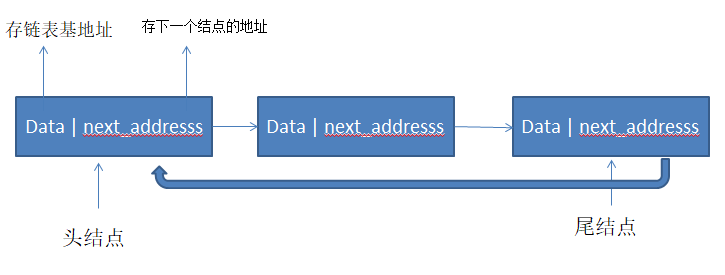 存链表基地址
存下一个结点的地址
Data | next_addresss
Data | next_addresss
Data | next_addresss
头结点
尾结点